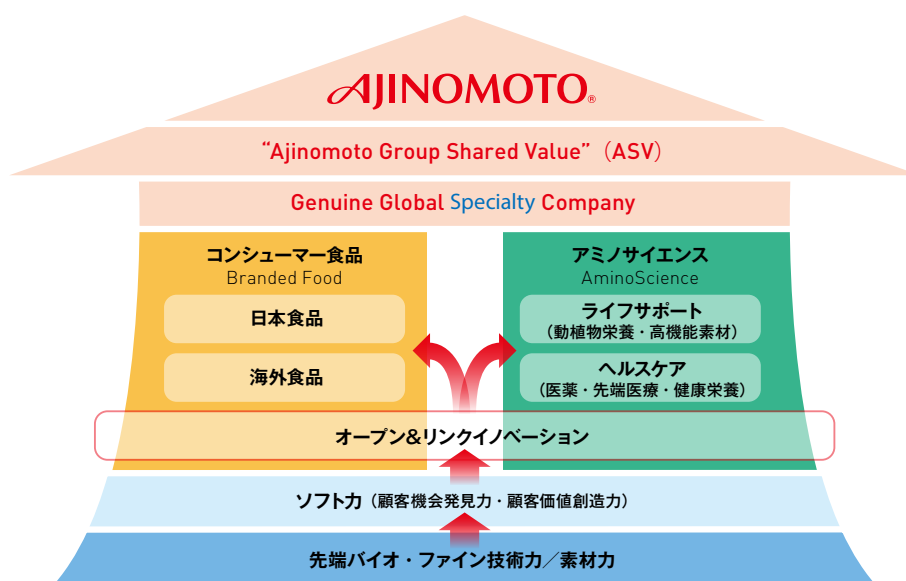 AJINOMOTO®
“Ajinomoto Group Shared Value”（ASV）
Genuine Global Specialty Company
コンシューマー食品
Branded Food
日本食品
海外食品
アミノサイエンス
AminoScience
ライフサポート
（動植物栄養・高機能素材）
ヘルスケア
（医薬・先端医療・健康栄養）
オープン&リンクイノベーション
ソフト力（顧客機会発見力・顧客価値創造力）
先端バイオ・ファイン技術力／素材力